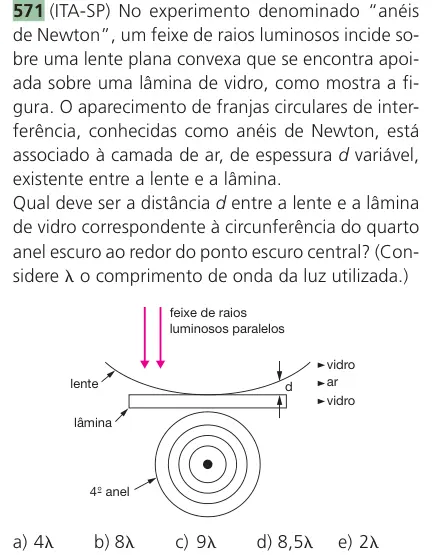 571 (ITA-SP) No experimento denominado “anéis
de Newton”, um feixe de raios luminosos incide so-
bre uma lente plana convexa que se encontra apoi-
ada sobre uma lâmina de vidro, como mostra a fi-
gura. O aparecimento de franjas circulares de inter-
ferência, conhecidas como anéis de Newton, está
associado à camada de ar, de espessura d variável,
existente entre a lente e a lâmina.
Qual deve ser a distância d entre a lente e a lâmina
de vidro correspondente à circunferência do quarto
anel escuro ao redor do ponto escuro central? (Con-
sidere λ o comprimento de onda da luz utilizada.)
feixe de raios
luminosos paralelos
vidro
lente
d
ar
vidro
lâmina
4º anel
a) 4λ b) 8λ c) 9λ d) 8,5λ e) 2λ